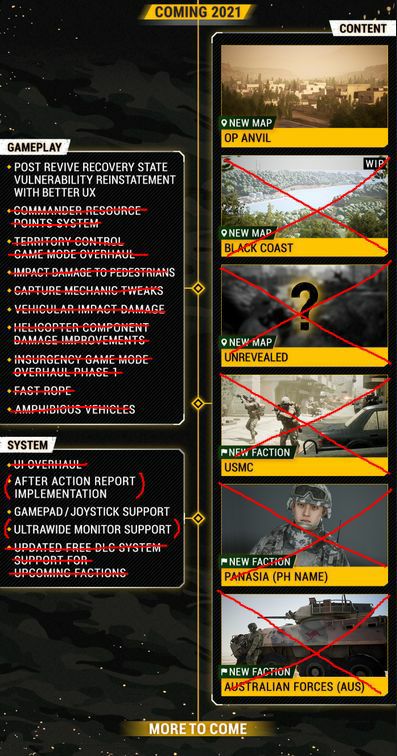 COMING 2021
CONTENT
NEW MAP
OP ANVIL
WIP
NEW MAP
BLACK COAST
?
NEW MAP
UNREVEALED
USMC
NEW FACTION
PANASIA (PH NAME)
NEW FACTION
AUSTRALIAN FORCES (AUS)
NEW FACTION
GAMEPLAY
POST REVIVE RECOVERY STATE
VULNERABILITY REINSTATEMENT
WITH BETTER UX
COMMANDER RESOURCE
POINTS SYSTEM
TERRITORY CONTROL
GAME MODE OVERHAUL
IMPACT DAMAGE TO PEDESTRIANS
CAPTURE MECHANIC TWEAKS
VEHICULAR IMPACT DAMAGE
HELICOPTER COMPONENT
DAMAGE IMPROVEMENTS
INSURGENCY GAME MODE
OVERHAUL PHASE 1
FAST ROPE
AMPHIBIOUS VEHICLES
SYSTEM
UI OVERHAUL
AFTER ACTION REPORT
IMPLEMENTATION
GAMEPAD/JOYSTICK SUPPORT
ULTRAWIDE MONITOR SUPPORT
UPDATED FREE DLC SYSTEM
SUPPORT FOR
UPCOMING FACTIONS
MORE TO COME